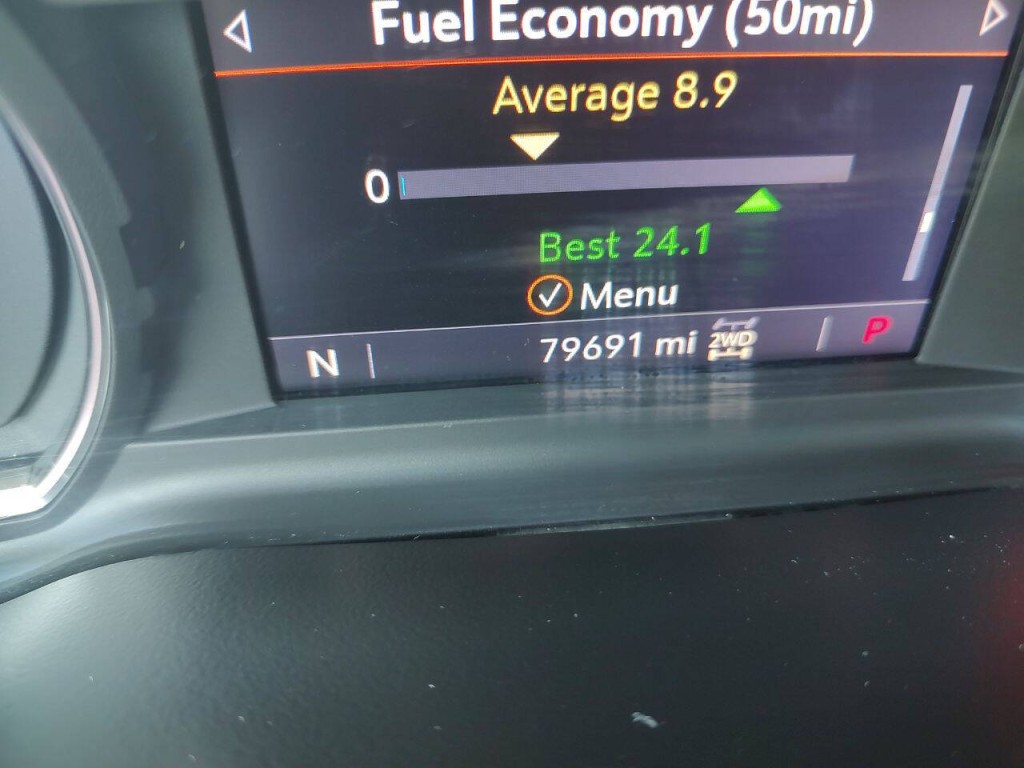 Fuel Economy (50mi)
Average 8.9
0
Best 24.1
Menu
N 79691 mi 2WD P